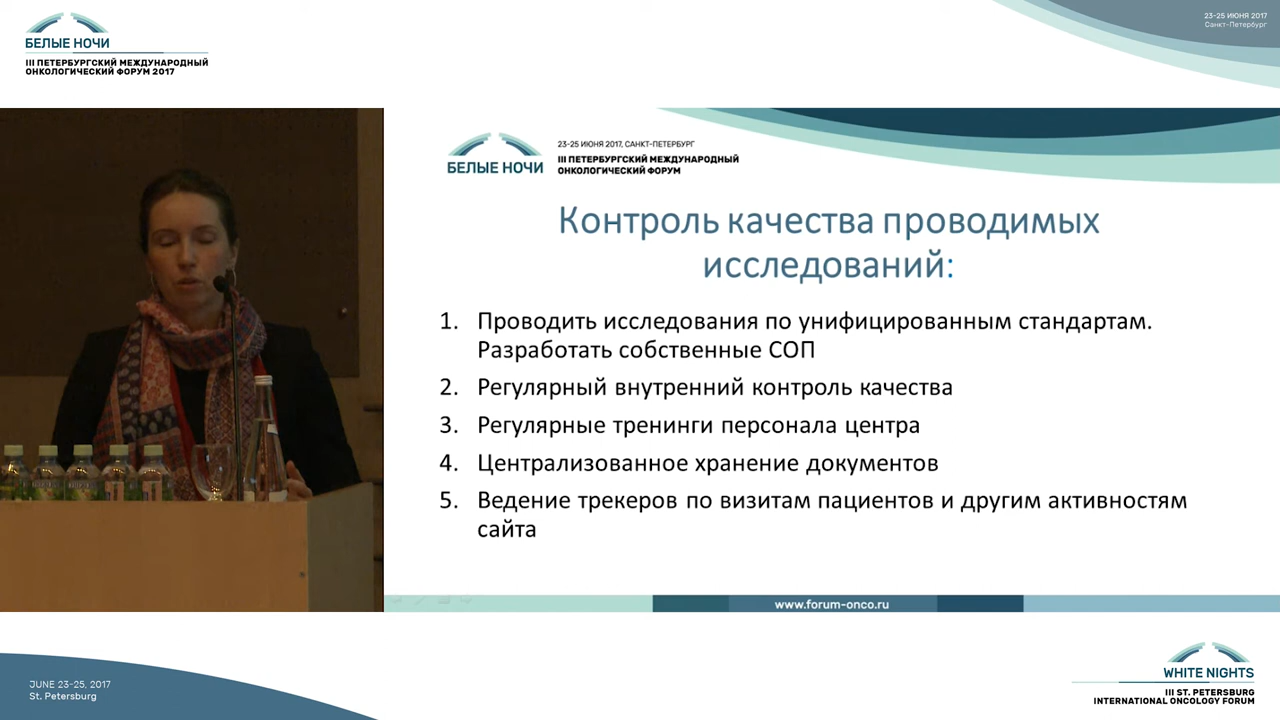 БЕЛЫЕ НОЧИ
III ПЕТЕРБУРГСКИЙ МЕЖДУНАРОДНЫЙ
ОНКОЛОГИЧЕСКИЙ ФОРУМ 2017
23-25 ИЮНЯ 2017
Санкт-Петербург
БЕЛЫЕ НОЧИ
23-25 ИЮНЯ 2017, САНКТ-ПЕТЕРБУРГ
III ПЕТЕРБУРГСКИЙ МЕЖДУНАРОДНЫЙ
ОНКОЛОГИЧЕСКИЙ ФОРУМ
Контроль качества проводимых
исследований:
1. Проводить исследования по унифицированным стандартам.
Разработать собственные СОП
2. Регулярный внутренний контроль качества
3. Регулярные тренинги персонала центра
4. Централизованное хранение документов
5. Ведение трекеров по визитам пациентов и другим активностям
сайта
www.forum-onco.ru
JUNE 23-25, 2017
St. Petersburg
WHITE NIGHTS
III ST. PETERSBURG
INTERNATIONAL ONCOLOGY FORUM